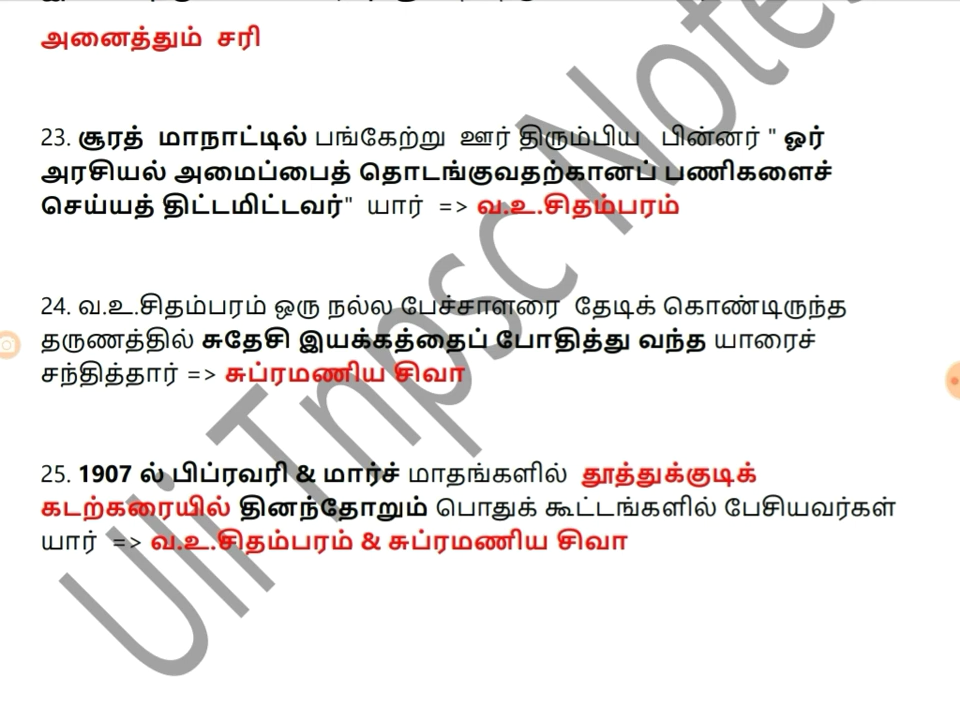 அனைத்தும் சரி
23. சூரத் மாநாட்டில் பங்கேற்று ஊர் திரும்பிய பின்னர் " ஓர்
அரசியல் அமைப்பைத் தொடங்குவதற்கானப் பணிகளைச்
செய்யத் திட்டமிட்டவர்" யார் => வ.உ.சிதம்பரம்
24. வ.உ.சிதம்பரம் ஒரு நல்ல பேச்சாளரை தேடிக் கொண்டிருந்த
தருணத்தில் சுதேசி இயக்கத்தைப் போதித்து வந்த யாரைச்
சந்தித்தார் => சுப்ரமணிய சிவா
25. 1907 ல் பிப்ரவரி & மார்ச் மாதங்களில் தூத்துக்குடிக்
கடற்கரையில் தினந்தோறும் பொதுக் கூட்டங்களில் பேசியவர்கள்
யார் => வ.உ.சிதம்பரம் & சுப்ரமணிய சிவா
Tnpsc Notes